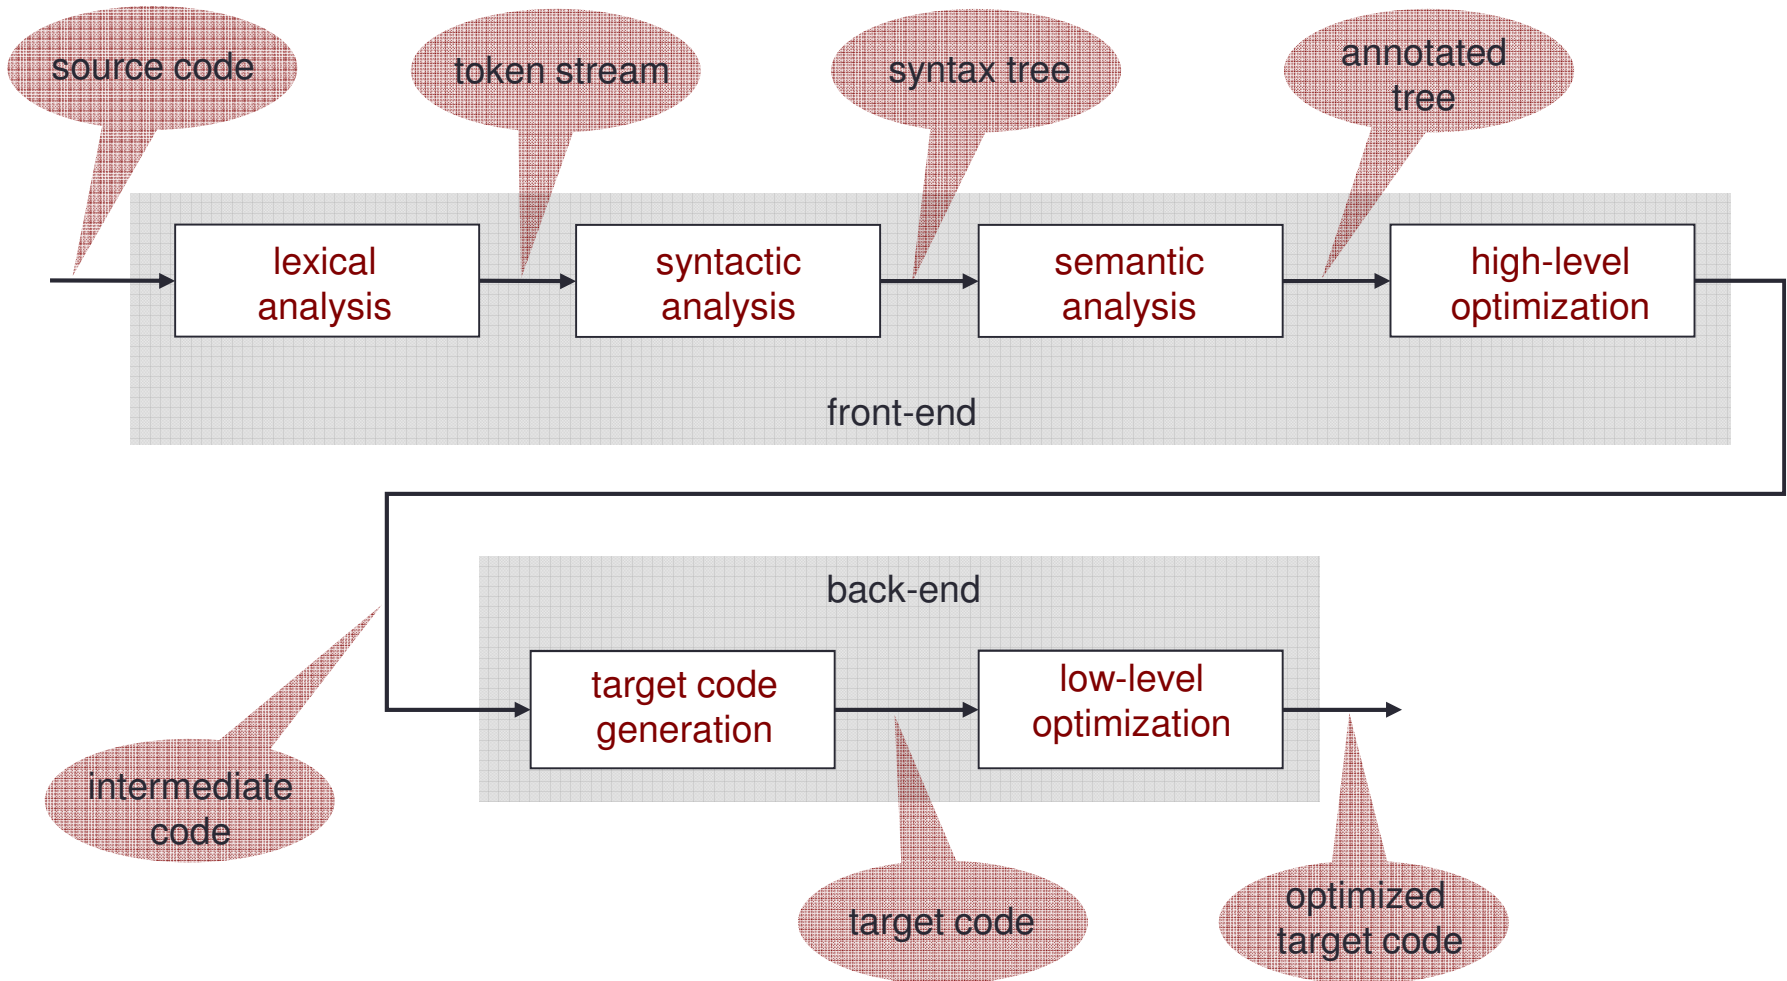 source code
token stream
syntax tree
annotated
tree
lexical
analysis
syntactic
analysis
semantic
analysis
high-level
optimization
front-end
back-end
target code
generation
low-level
optimization
intermediate
code
target code
optimized
target code